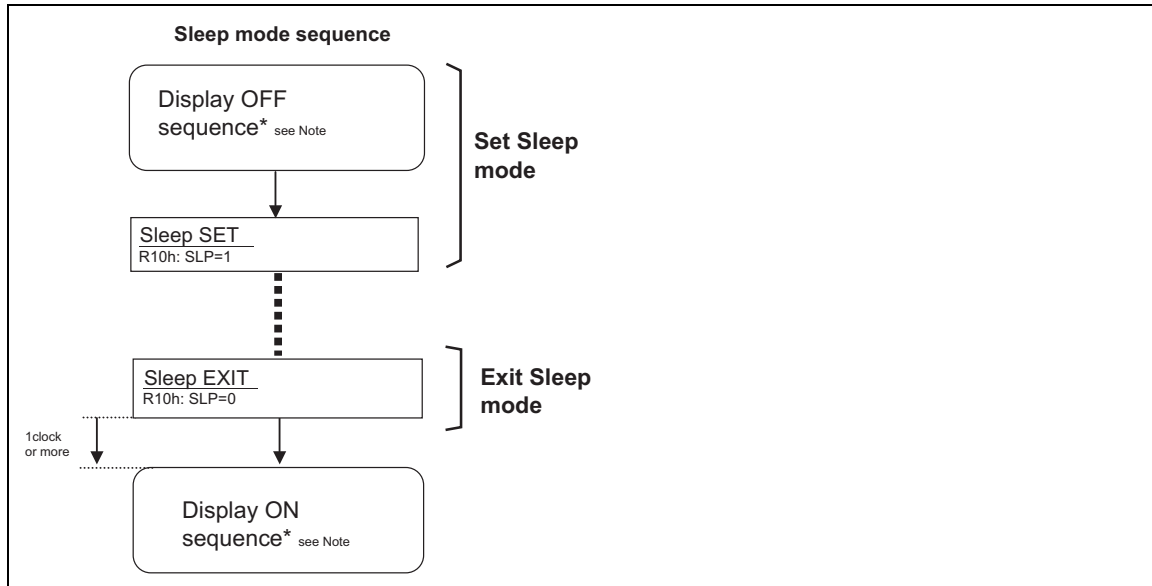 Sleep mode sequence
Display OFF
sequence* see Note
Set Sleep
mode
Sleep SET
R10h: SLP=1
Sleep EXIT
R10h: SLP=0
Exit Sleep
mode
1clock
or more
Display ON
sequence* see Note